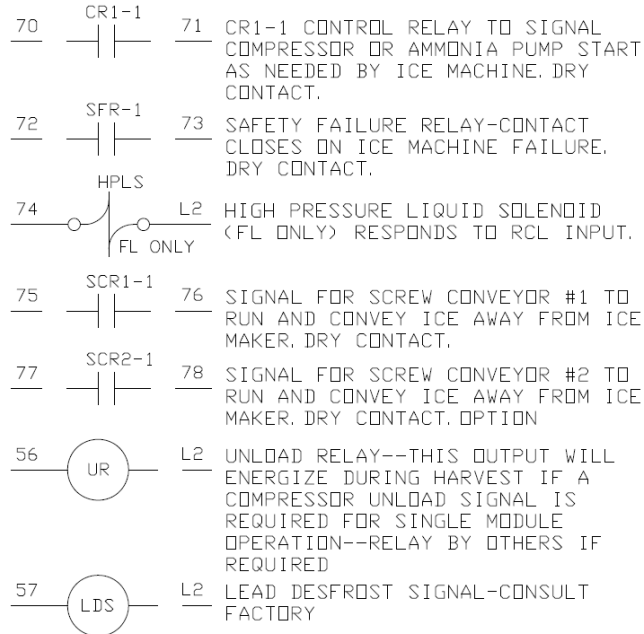 70 CR1-1 71 CR1-1 CONTROL RELAY TO SIGNAL
COMPRESSOR OR AMMONIA PUMP START
AS NEEDED BY ICE MACHINE. DRY
CONTACT.
72 SFR-1 73 SAFETY FAILURE RELAY-CONTACT
CLOSES ON ICE MACHINE FAILURE.
DRY CONTACT.
HPLS
74 L2 HIGH PRESSURE LIQUID SOLENOID
FL ONLY (FL ONLY) RESPONDS TO RCL INPUT.
75 SCR1-1 76 SIGNAL FOR SCREW CONVEYOR #1 TO
RUN AND CONVEY ICE AWAY FROM ICE
MAKER. DRY CONTACT.
77 SCR2-1 78 SIGNAL FOR SCREW CONVEYOR #2 TO
RUN AND CONVEY ICE AWAY FROM ICE
MAKER. DRY CONTACT. OPTION
56 UR L2 UNLOAD RELAY--THIS OUTPUT WILL
ENERGIZE DURING HARVEST IF A
COMPRESSOR UNLOAD SIGNAL IS
REQUIRED FOR SINGLE MODULE
OPERATION--RELAY BY OTHERS IF
REQUIRED
57 LDS L2 LEAD DESFROST SIGNAL-CONSULT
FACTORY